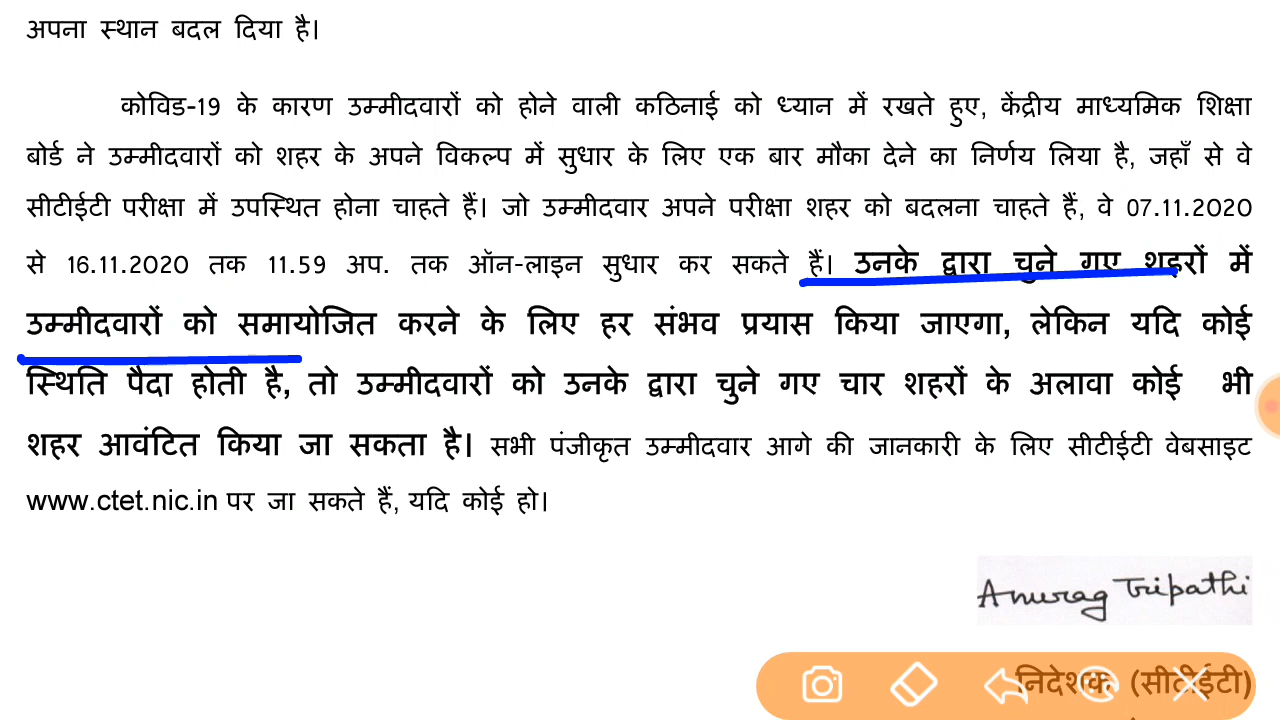 अपना स्थान बदल दिया है।
कोविड-19 के कारण उम्मीदवारों को होने वाली कठिनाई को ध्यान में रखते हुए, केंद्रीय माध्यमिक शिक्षा
बोर्ड ने उम्मीदवारों को शहर के अपने विकल्प में सुधार के लिए एक बार मौका देने का निर्णय लिया है, जहाँ से वे
सीटीईटी परीक्षा में उपस्थित होना चाहते हैं। जो उम्मीदवार अपने परीक्षा शहर को बदलना चाहते हैं, वे 07.11.2020
से 16.11.2020 तक 11.59 अप. तक ऑन-लाइन सुधार कर सकते हैं। उनके द्वारा चुने गए शहरों में
उम्मीदवारों को समायोजित करने के लिए हर संभव प्रयास किया जाएगा, लेकिन यदि कोई
स्थिति पैदा होती है, तो उम्मीदवारों को उनके द्वारा चुने गए चार शहरों के अलावा कोई भी
शहर आवंटित किया जा सकता है। सभी पंजीकृत उम्मीदवार आगे की जानकारी के लिए सीटीईटी वेबसाइट
www.ctet.nic.in पर जा सकते हैं, यदि कोई हो।
Anurag Tripathi
निदेशक (सीटीईटी)